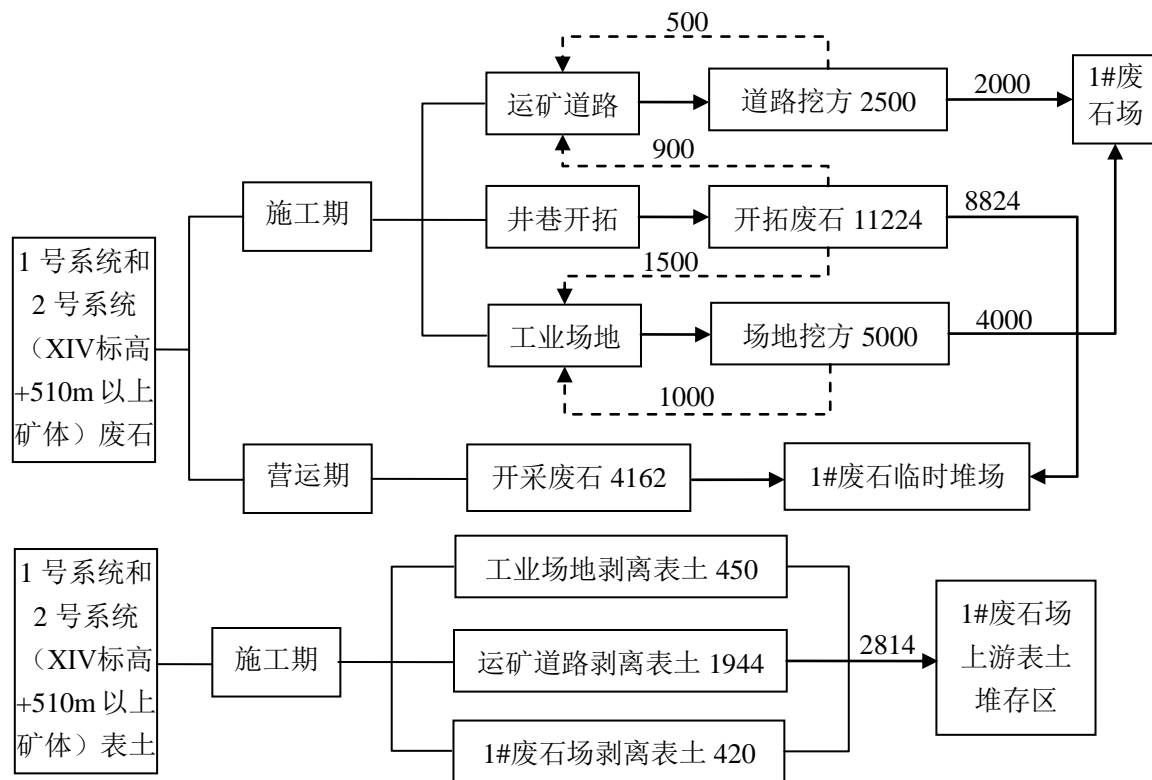 500
运矿道路
道路挖方 2500
2000
1#废
石场
900
施工期
井巷开拓
开拓废石 11224
8824
1 号系统和
2 号系统
（XIV标高
+510m 以上
矿体）废石
1500
工业场地
场地挖方 5000
4000
1000
营运期
开采废石 4162
1#废石临时堆场
1 号系统和
2 号系统
（XIV标高
+510m 以上
矿体）表土
施工期
工业场地剥离表土 450
运矿道路剥离表土 1944
1#废石场剥离表土 420
2814
1#废石场
上游表土
堆存区